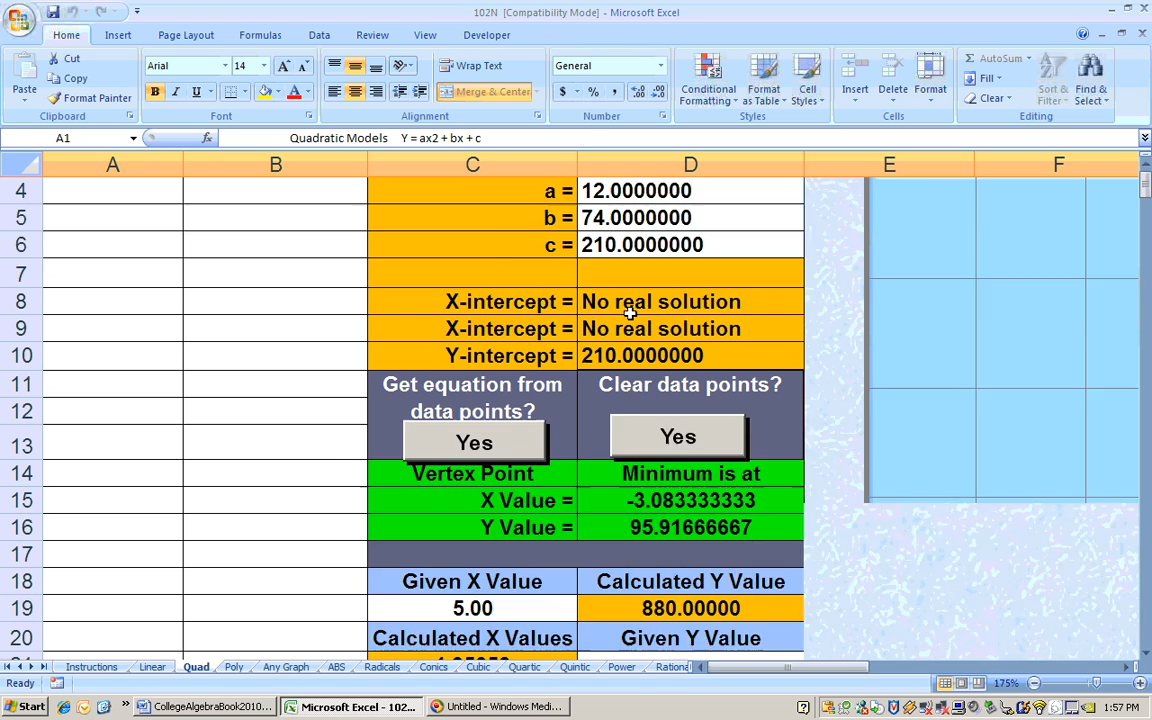 102N [Compatibility Mode] - Microsoft Excel
Home Insert Page Layout Formulas Data Review View Developer
Cut
Copy
Paste
Format Painter
Clipboard
Arial 14
B I U
Font
Wrap Text
Merge & Center
Alignment
General
$ % ,
Number
Conditional Formatting
Format as Table
Cell Styles
Styles
Insert Delete Format
Cells
AutoSum
Fill
Clear
Sort & Filter
Find & Select
Editing
A1 fx Quadratic Models Y = ax2 + bx + c
A B C D E F
4 a = 12.0000000
5 b = 74.0000000
6 c = 210.0000000
7
8 X-intercept = No real solution
9 X-intercept = No real solution
10 Y-intercept = 210.0000000
11 Get equation from Clear data points?
12 data points?
13 Yes Yes
14 Vertex Point Minimum is at
15 X Value = -3.083333333
16 Y Value = 95.91666667
17
18 Given X Value Calculated Y Value
19 5.00 880.00000
20 Calculated X Values Given Y Value
Instructions Linear Quad Poly Any Graph ABS Radicals Conics Cubic Quartic Quintic Power Rationa
Ready 175%
Start CollegeAlgebraBook2010... Microsoft Excel - 102... Untitled - Windows Medi... 1:57 PM